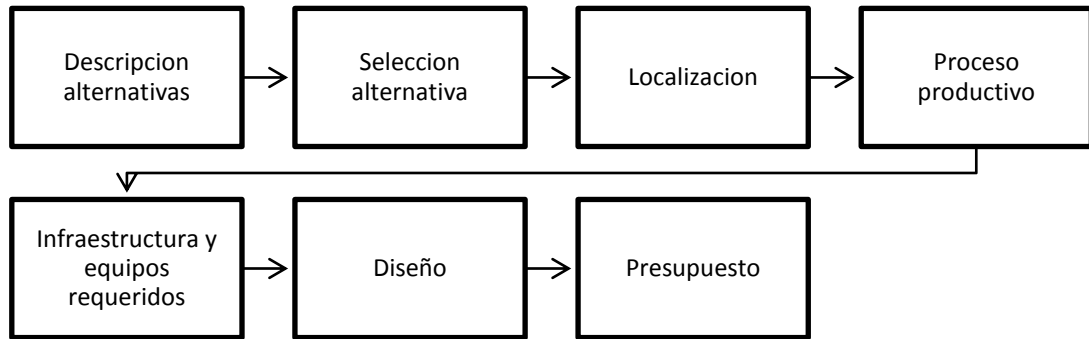 Descripcion
alternativas
Seleccion
alternativa
Localizacion
Proceso
productivo
Infraestructura y
equipos
requeridos
Diseño
Presupuesto